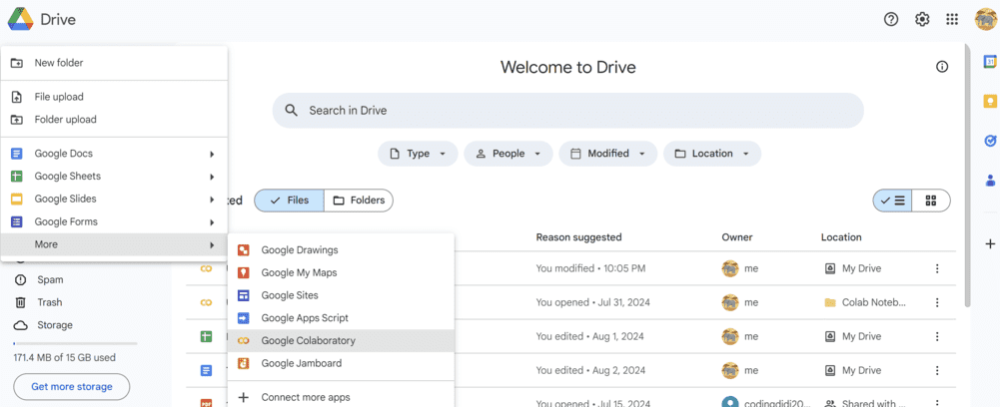 Drive
New folder
File upload
Folder upload
Google Docs
Google Sheets
Google Slides
Google Forms
More
Spam
Trash
Storage
171.4 MB of 15 GB used
Get more storage
Google Drawings
Google My Maps
Google Sites
Google Apps Script
Google Colaboratory
Google Jamboard
Connect more apps
Welcome to Drive
Search in Drive
Type People Modified Location
Files Folders
Reason suggested Owner Location
You modified • 10:05 PM me My Drive
You opened • Jul 31, 2024 me Colab Noteb...
You edited • Aug 1, 2024 me My Drive
You edited • Aug 2, 2024 me My Drive
You opened • Jul 15, 2024 codingdidi20... Shared with
31